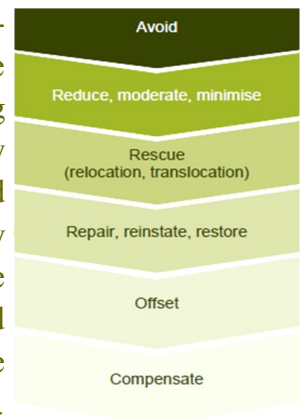 Avoid
Reduce, moderate, minimise
Rescue
(relocation, translocation)
Repair, reinstate, restore
Offset
Compensate